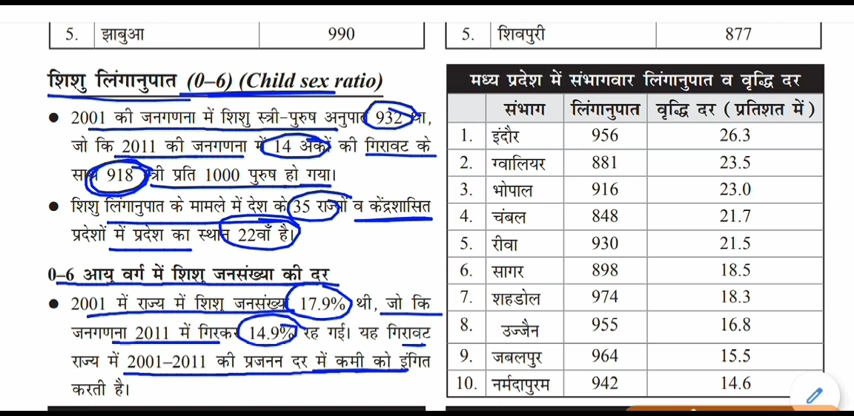 5. झाबुआ 990
5. शिवपुरी 877
शिशु लिंगानुपात (0–6) (Child sex ratio)
● 2001 की जनगणना में शिशु स्त्री-पुरुष अनुपात 932 था,
जो कि 2011 की जनगणना में 14 अंकों की गिरावट के
साथ 918 स्त्री प्रति 1000 पुरुष हो गया।
● शिशु लिंगानुपात के मामले में देश के 35 राज्यों व केंद्रशासित
प्रदेशों में प्रदेश का स्थान 22वाँ है।
0–6 आयु वर्ग में शिशु जनसंख्या की दर
● 2001 में राज्य में शिशु जनसंख्या 17.9% थी, जो कि
जनगणना 2011 में गिरकर 14.9% रह गई। यह गिरावट
राज्य में 2001–2011 की प्रजनन दर में कमी को इंगित
करती है।
मध्य प्रदेश में संभागवार लिंगानुपात व वृद्धि दर
संभाग लिंगानुपात वृद्धि दर ( प्रतिशत में )
1. इंदौर 956 26.3
2. ग्वालियर 881 23.5
3. भोपाल 916 23.0
4. चंबल 848 21.7
5. रीवा 930 21.5
6. सागर 898 18.5
7. शहडोल 974 18.3
8. उज्जैन 955 16.8
9. जबलपुर 964 15.5
10. नर्मदापुरम 942 14.6